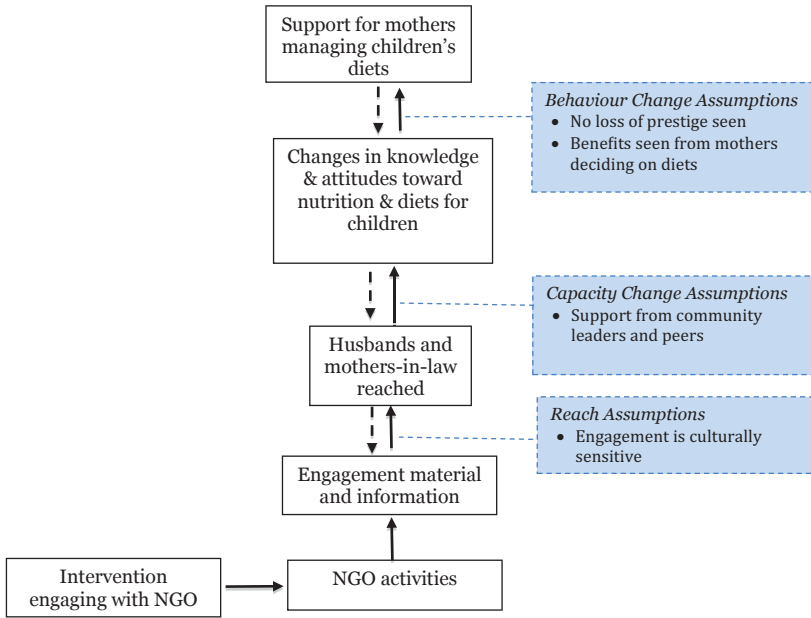 Support for mothers
managing children's
diets
Behaviour Change Assumptions
• No loss of prestige seen
• Benefits seen from mothers
deciding on diets
Changes in knowledge
& attitudes toward
nutrition & diets for
children
Capacity Change Assumptions
• Support from community
leaders and peers
Husbands and
mothers-in-law
reached
Reach Assumptions
• Engagement is culturally
sensitive
Engagement material
and information
Intervention
engaging with NGO
NGO activities